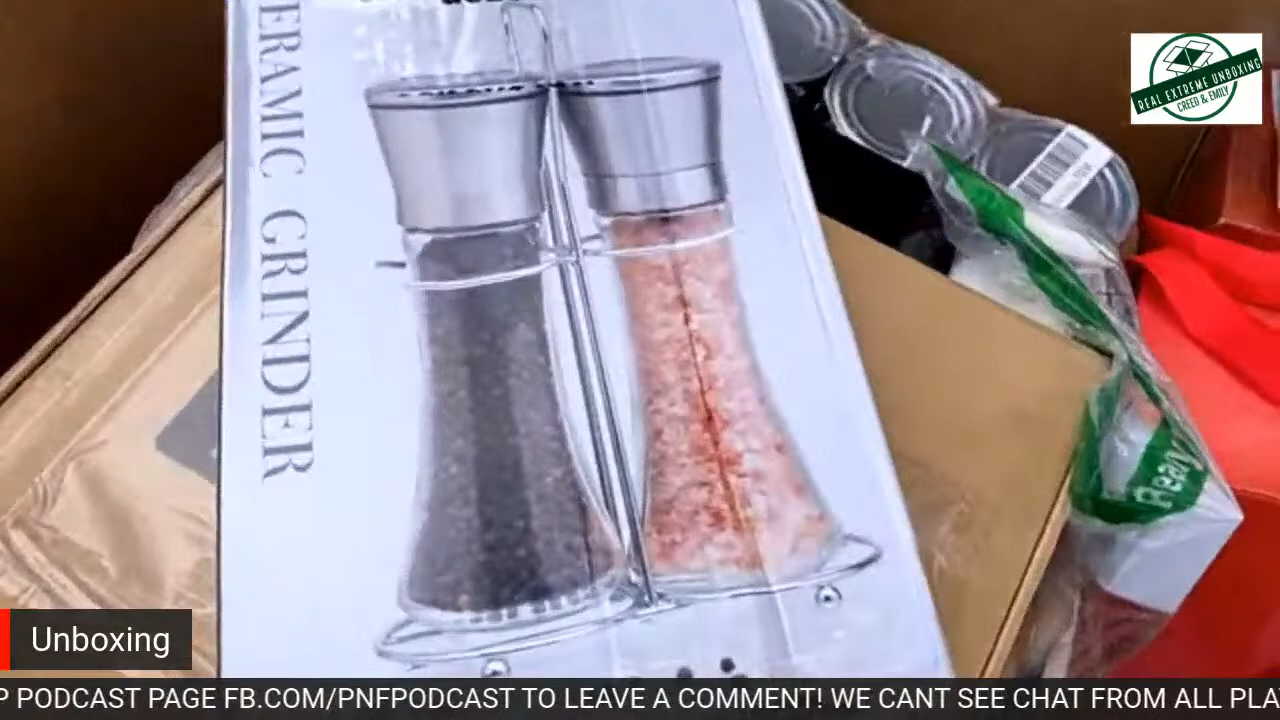 ERAMIC GRINDER
REAL EXTREME UNBOXING
CREED & EMILY
Ready
Unboxing
P PODCAST PAGE FB.COM/PNFPODCAST TO LEAVE A COMMENT! WE CANT SEE CHAT FROM ALL PLA